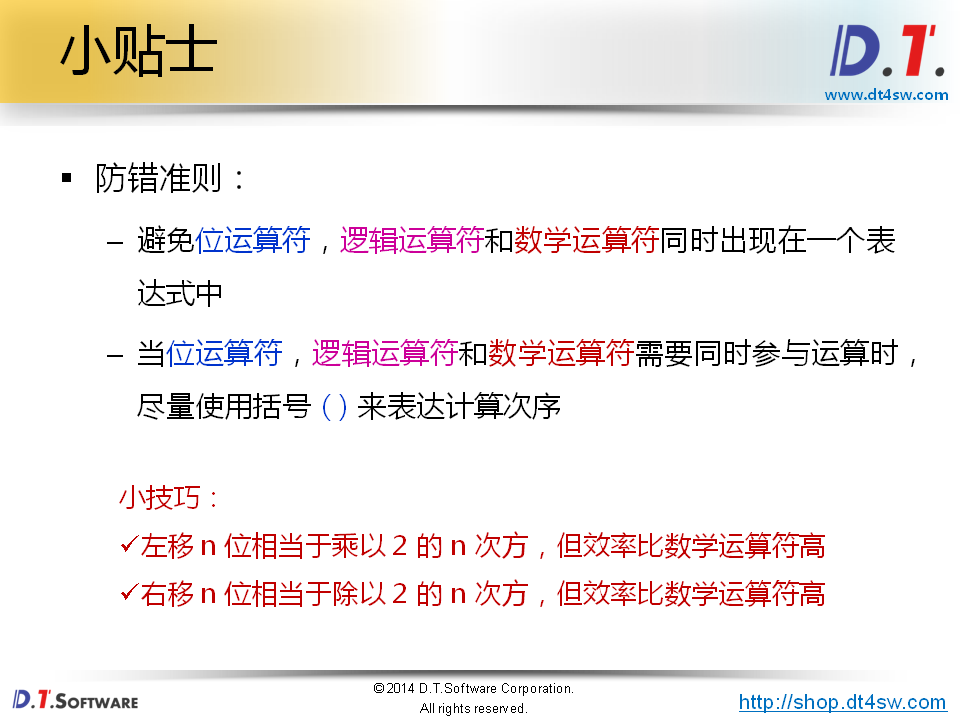 小贴士
D.T.
www.dt4sw.com
▪ 防错准则：
– 避免位运算符，逻辑运算符和数学运算符同时出现在一个表
达式中
– 当位运算符，逻辑运算符和数学运算符需要同时参与运算时，
尽量使用括号 ( ) 来表达计算次序
小技巧：
✓左移 n 位相当于乘以 2 的 n 次方，但效率比数学运算符高
✓右移 n 位相当于除以 2 的 n 次方，但效率比数学运算符高
D.T.SOFTWARE
©2014 D.T.Software Corporation.
All rights reserved.
http://shop.dt4sw.com